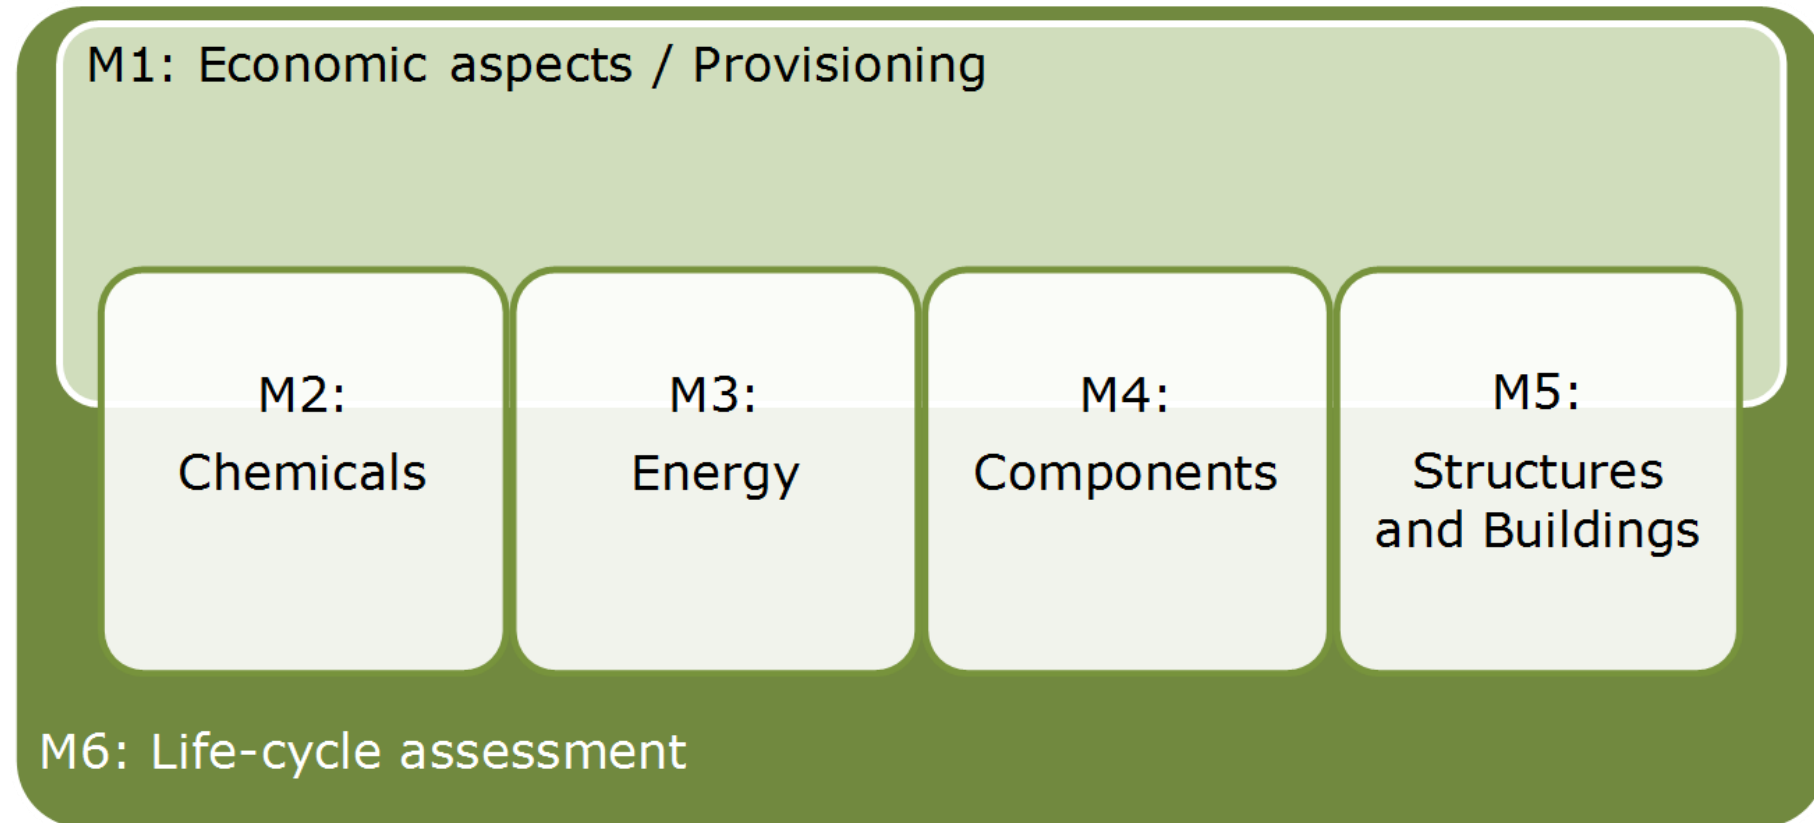 M1: Economic aspects / Provisioning
M2:
Chemicals
M3:
Energy
M4:
Components
M5:
Structures
and Buildings
M6: Life-cycle assessment